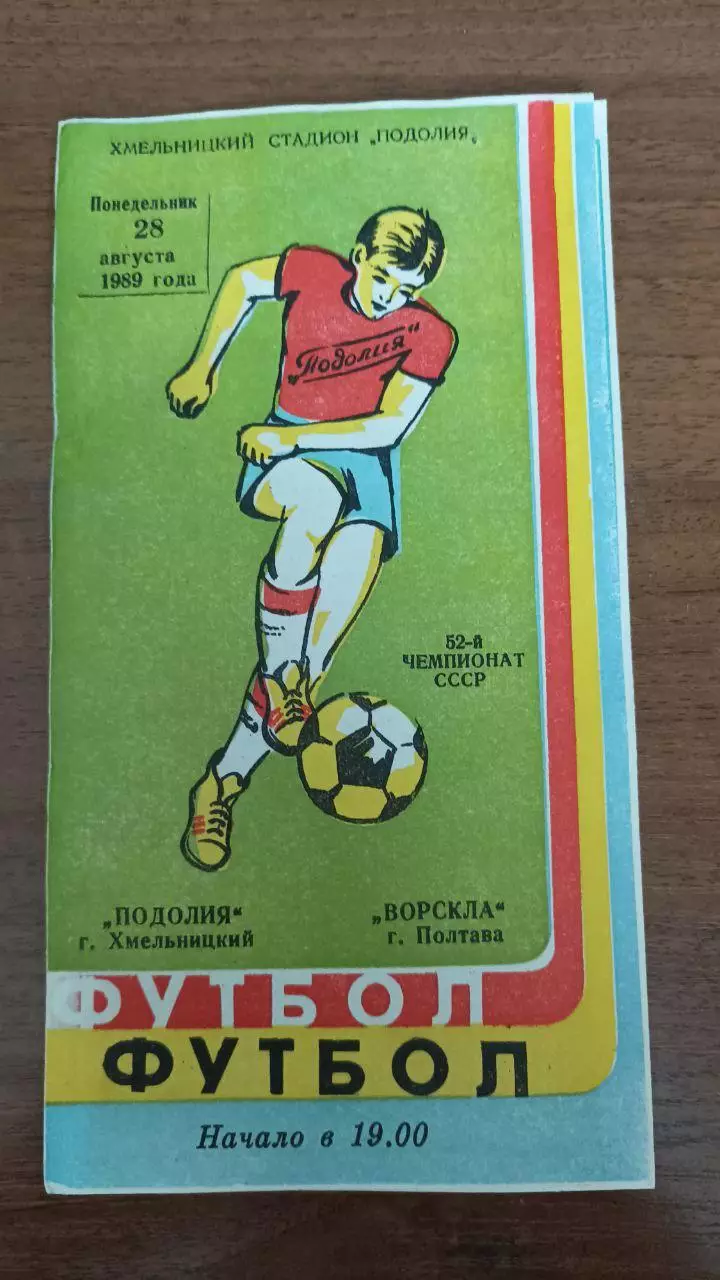 ХМЕЛЬНИЦКИЙ СТАДИОН „ПОДОЛИЯ„
Понедельник
28
августа
1989 года
„Подолия“
52-й
ЧЕМПИОНАТ
СССР
„ПОДОЛИЯ“
г. Хмельницкий
„ВОРСКЛА“
г. Полтава
ФУТБОЛ
ФУТБОЛ
Начало в 19.00